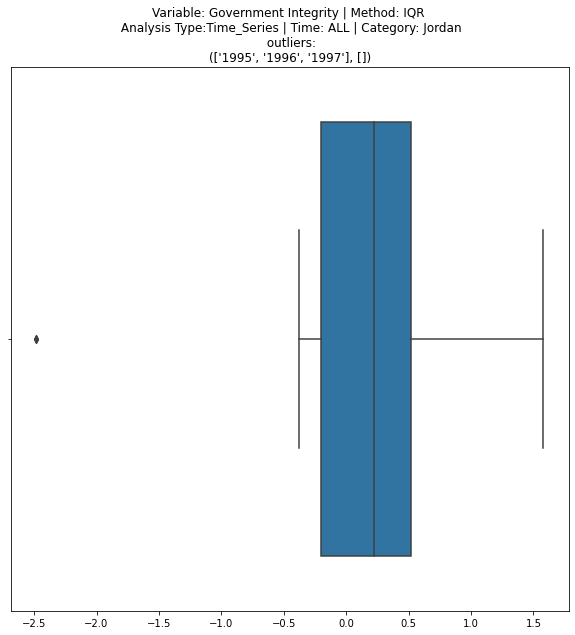 Variable: Government Integrity | Method: IQR
Analysis Type:Time_Series | Time: ALL | Category: Jordan
outliers:
(['1995', '1996', '1997'], [])
−2.5 −2.0 −1.5 −1.0 −0.5 0.0 0.5 1.0 1.5